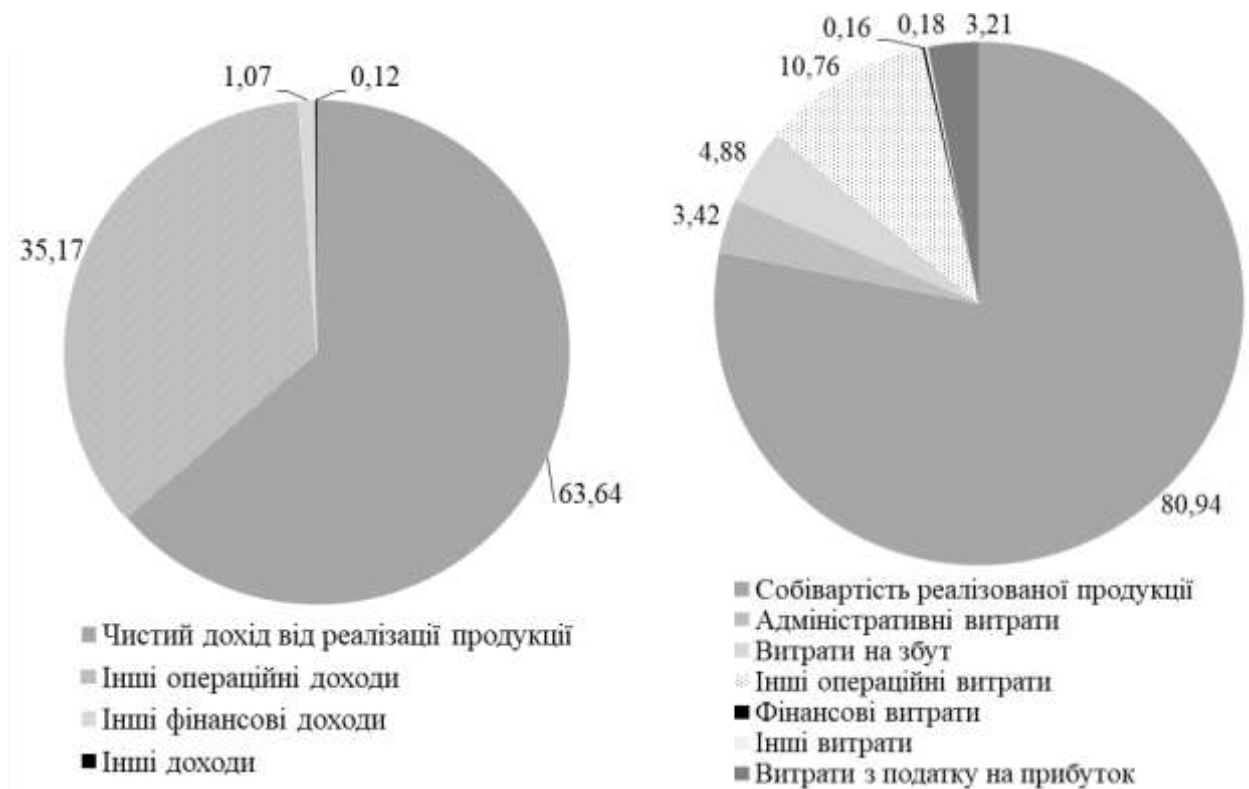 1,07
0,12
35,17
63,64
Чистий дохід від реалізації продукції
Інші операційні доходи
Інші фінансові доходи
Інші доходи
0,16
0,18
3,21
10,76
4,88
3,42
80,94
Собівартість реалізованої продукції
Адміністративні витрати
Витрати на збут
Інші операційні витрати
Фінансові витрати
Інші витрати
Витрати з податку на прибуток